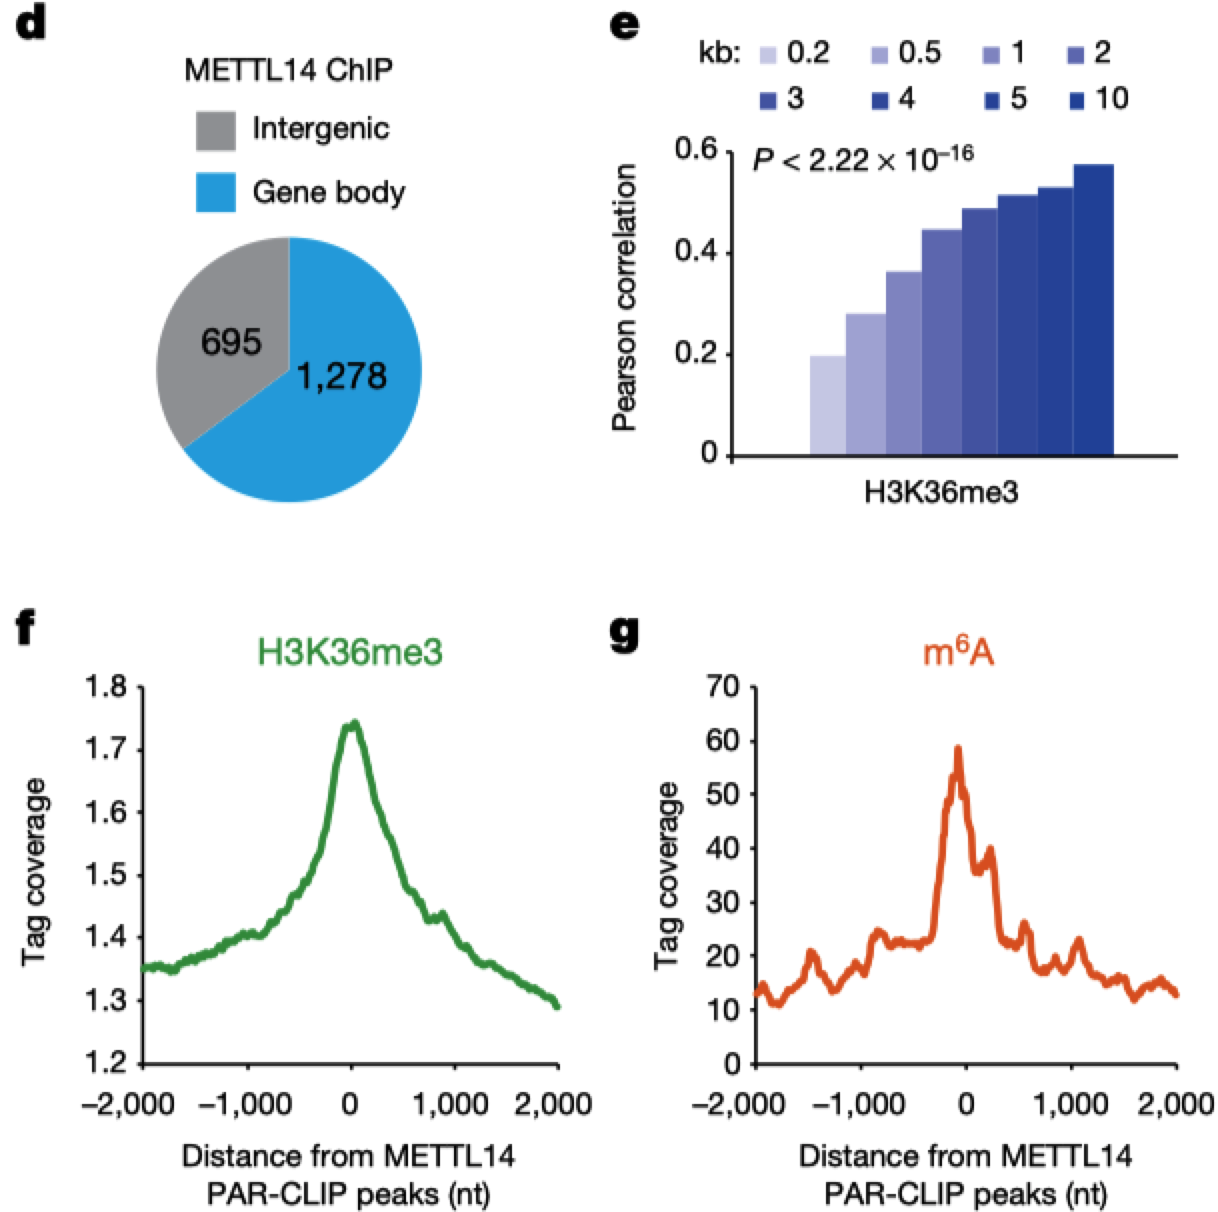 d
METTL14 ChIP
Intergenic
Gene body
695
1,278
e
kb: 0.2 0.5 1 2
3 4 5 10
P < 2.22 × 10⁻¹⁶
Pearson correlation
0.6
0.4
0.2
0
H3K36me3
f
H3K36me3
Tag coverage
1.8
1.7
1.6
1.5
1.4
1.3
1.2
−2,000 −1,000 0 1,000 2,000
Distance from METTL14
PAR-CLIP peaks (nt)
g
m⁶A
Tag coverage
70
60
50
40
30
20
10
0
−2,000 −1,000 0 1,000 2,000
Distance from METTL14
PAR-CLIP peaks (nt)